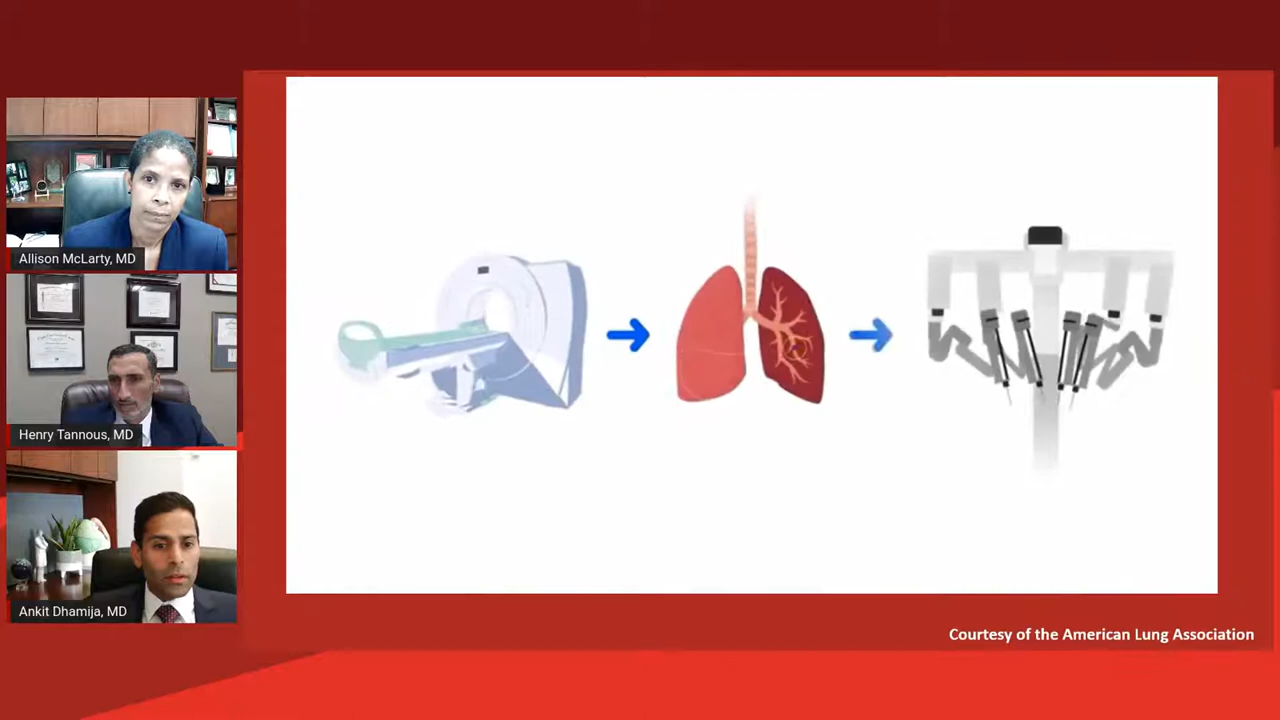 Allison McLarty, MD
Henry Tannous, MD
Ankit Dhamija, MD
Courtesy of the American Lung Association